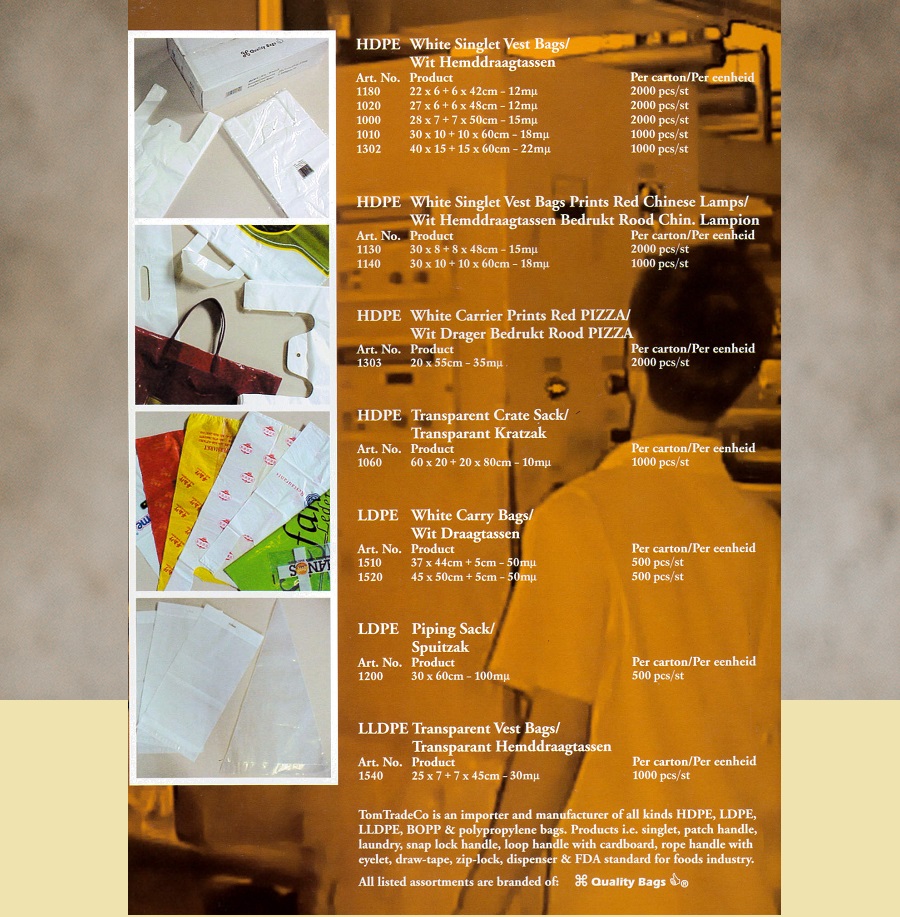 HDPE White Singlet Vest Bags/
Wit Hemddraagtassen
Art. No. Product Per carton/Per eenheid
1180 22 x 6 + 6 x 42cm - 12mµ 2000 pcs/st
1020 27 x 6 + 6 x 48cm - 12mµ 2000 pcs/st
1000 28 x 7 + 7 x 50cm - 15mµ 2000 pcs/st
1010 30 x 10 + 10 x 60cm - 18mµ 1000 pcs/st
1302 40 x 15 + 15 x 60cm - 22mµ 1000 pcs/st
HDPE White Singlet Vest Bags Prints Red Chinese Lamps/
Wit Hemddraagtassen Bedrukt Rood Chin. Lampion
Art. No. Product Per carton/Per eenheid
1130 30 x 8 + 8 x 48cm - 15mµ 2000 pcs/st
1140 30 x 10 + 10 x 60cm - 18mµ 1000 pcs/st
HDPE White Carrier Prints Red PIZZA/
Wit Drager Bedrukt Rood PIZZA
Art. No. Product Per carton/Per eenheid
1303 20 x 55cm - 35mµ 2000 pcs/st
HDPE Transparent Crate Sack/
Transparant Kratzak
Art. No. Product Per carton/Per eenheid
1060 60 x 20 + 20 x 80cm - 10mµ 1000 pcs/st
LDPE White Carry Bags/
Wit Draagtassen
Art. No. Product Per carton/Per eenheid
1510 37 x 44cm + 5cm - 50mµ 500 pcs/st
1520 45 x 50cm + 5cm - 50mµ 500 pcs/st
LDPE Piping Sack/
Spuitzak
Art. No. Product Per carton/Per eenheid
1200 30 x 60cm - 100mµ 500 pcs/st
LLDPE Transparent Vest Bags/
Transparant Hemddraagtassen
Art. No. Product Per carton/Per eenheid
1540 25 x 7 + 7 x 45cm - 30mµ 1000 pcs/st
TomTradeCo is an importer and manufacturer of all kinds HDPE, LDPE,
LLDPE, BOPP & polypropylene bags. Products i.e. singlet, patch handle,
laundry, snap lock handle, loop handle with cardboard, rope handle with
eyelet, draw-tape, zip-lock, dispenser & FDA standard for foods industry.
All listed assortments are branded of: ⌘ Quality Bags ®